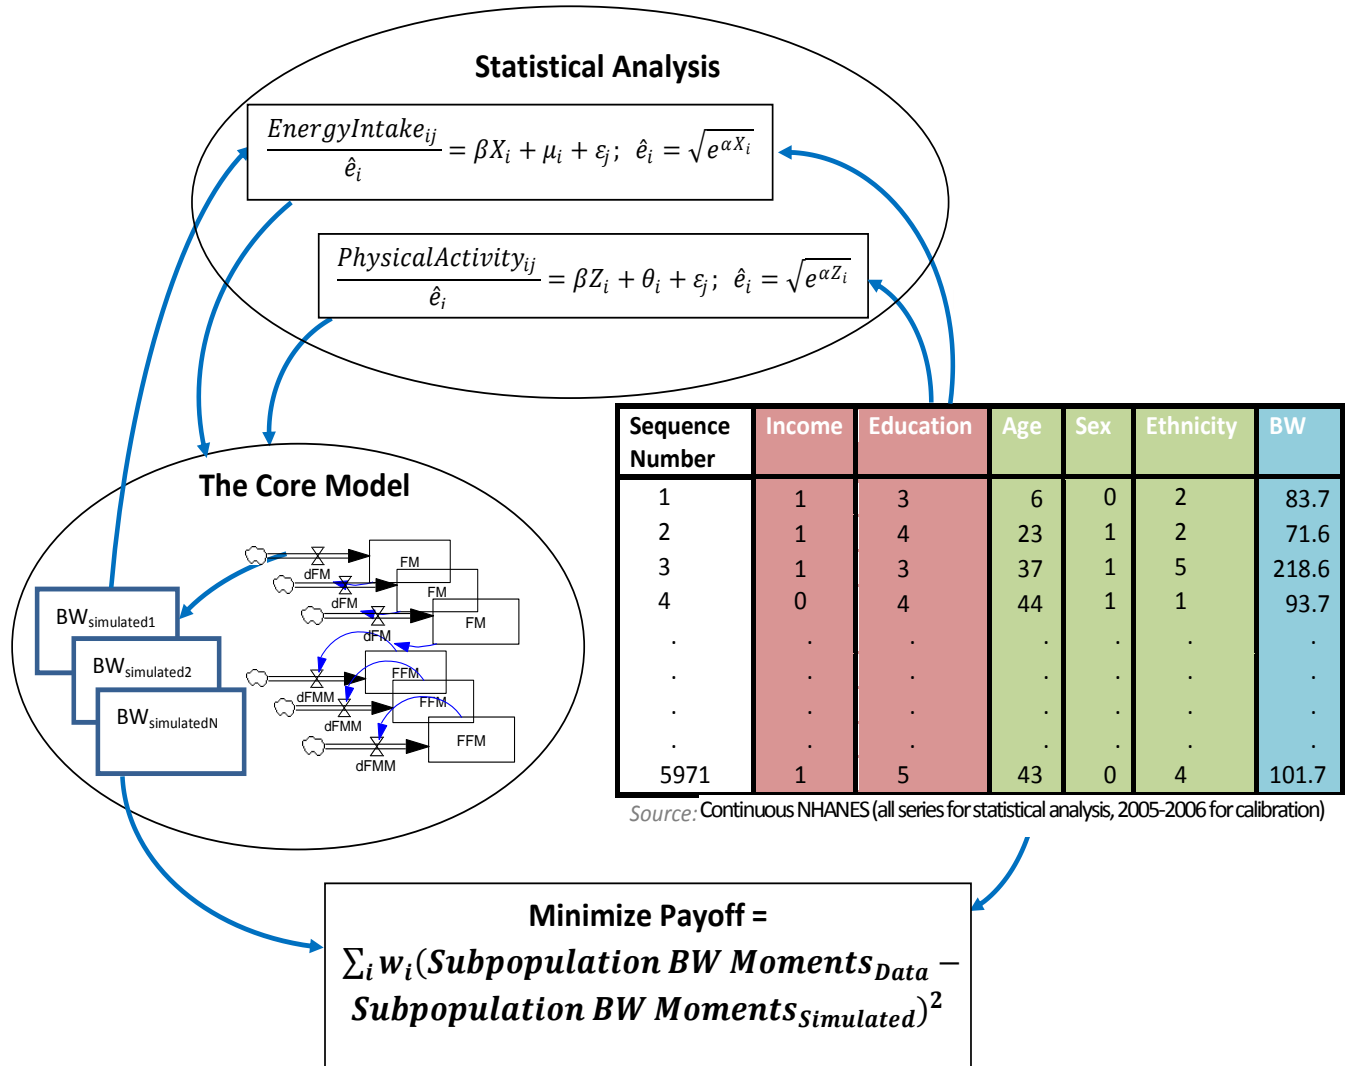 Statistical Analysis
EnergyIntake_ij / ê_i = βX_i + μ_i + ε_j; ê_i = √(e^(αX_i))
PhysicalActivity_ij / ê_i = βZ_i + θ_i + ε_j; ê_i = √(e^(αZ_i))
Sequence Number Income Education Age Sex Ethnicity BW
1 1 3 6 0 2 83.7
2 1 4 23 1 2 71.6
3 1 3 37 1 5 218.6
4 0 4 44 1 1 93.7
. . . . . . .
. . . . . . .
. . . . . . .
. . . . . . .
5971 1 5 43 0 4 101.7
Source: Continuous NHANES (all series for statistical analysis, 2005-2006 for calibration)
The Core Model
FM
dFM
FM
dFM
FM
dFM
FFM
dFMM
FFM
dFMM
FFM
dFMM
BW_simulated1
BW_simulated2
BW_simulatedN
Minimize Payoff =
∑_i w_i(Subpopulation BW Moments_Data −
Subpopulation BW Moments_Simulated)^2